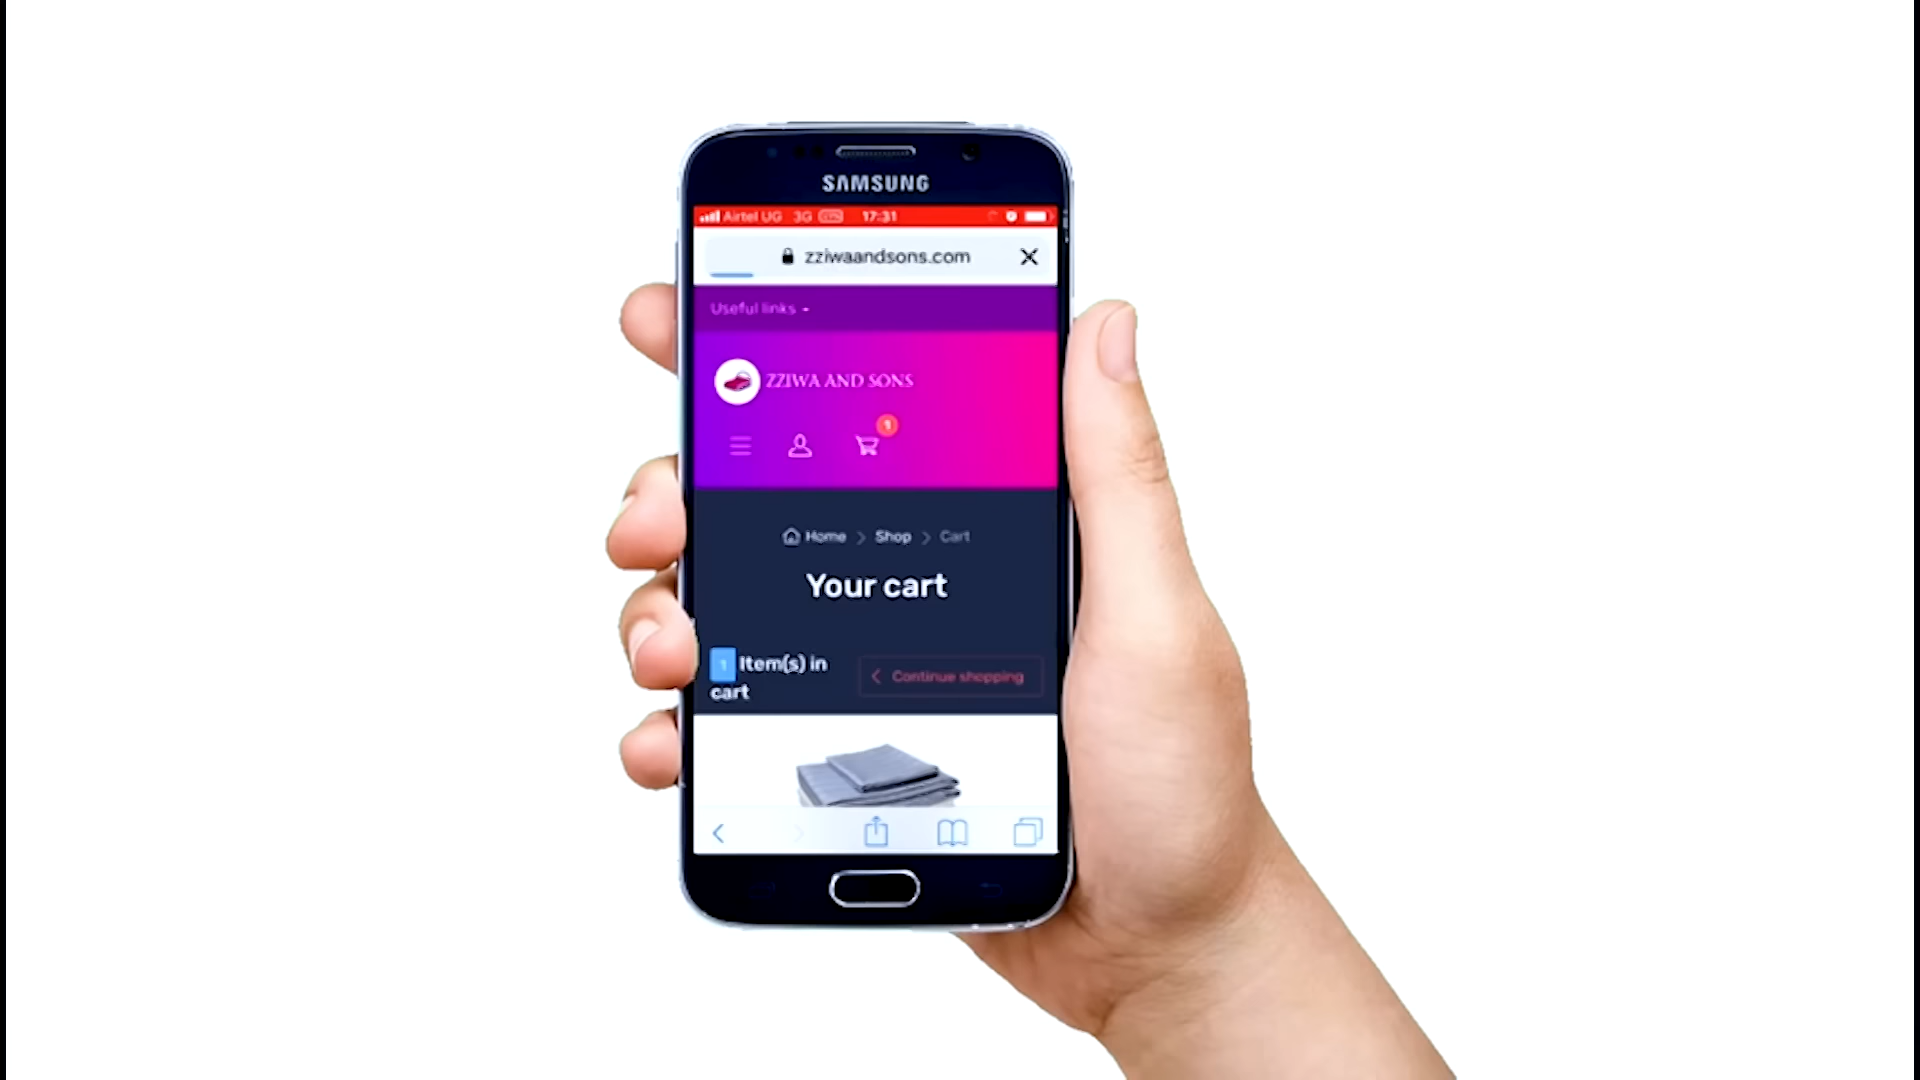 SAMSUNG
Airtel UG 3G VPN 17:31
zziwaandsons.com
Useful links
ZZIWA AND SONS
1
Home > Shop > Cart
Your cart
1 Item(s) in
cart
Continue shopping